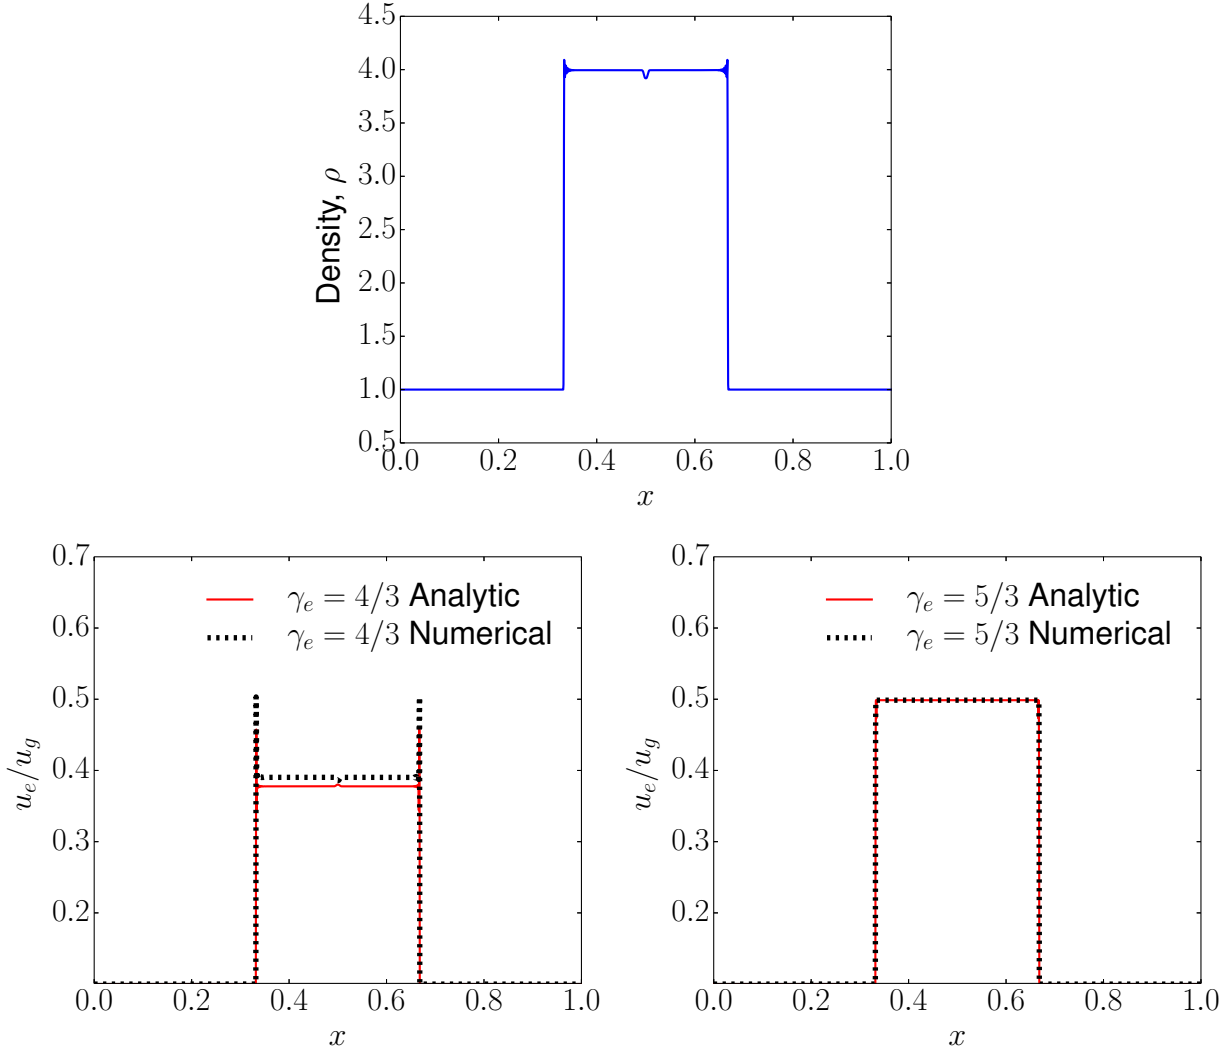 4.5
4.0
3.5
3.0
2.5
2.0
1.5
1.0
0.5
Density, ρ
0.0 0.2 0.4 0.6 0.8 1.0
x
0.7
0.6
0.5
0.4
0.3
0.2
u_e/u_g
γ_e = 4/3 Analytic
γ_e = 4/3 Numerical
0.0 0.2 0.4 0.6 0.8 1.0
x
0.7
0.6
0.5
0.4
0.3
0.2
u_e/u_g
γ_e = 5/3 Analytic
γ_e = 5/3 Numerical
0.0 0.2 0.4 0.6 0.8 1.0
x